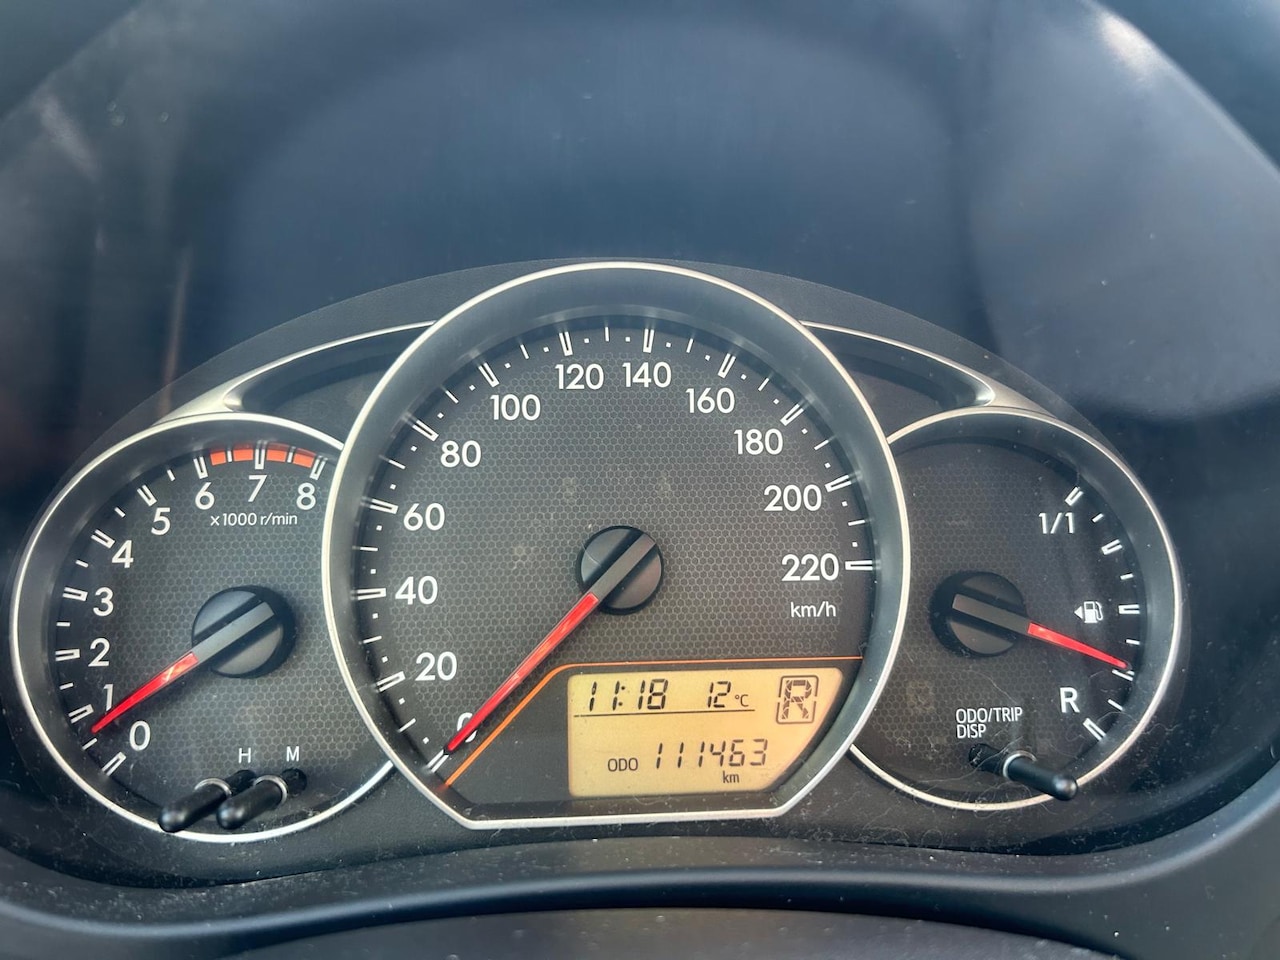 120 140
100 160
80 180
60 200
40 220
km/h
20
0
6 7 8
x1000 r/min
5
4
3
2
1
0
H M
1/1
R
ODO/TRIP
DISP
11:18 12°C R
ODO 111463
km